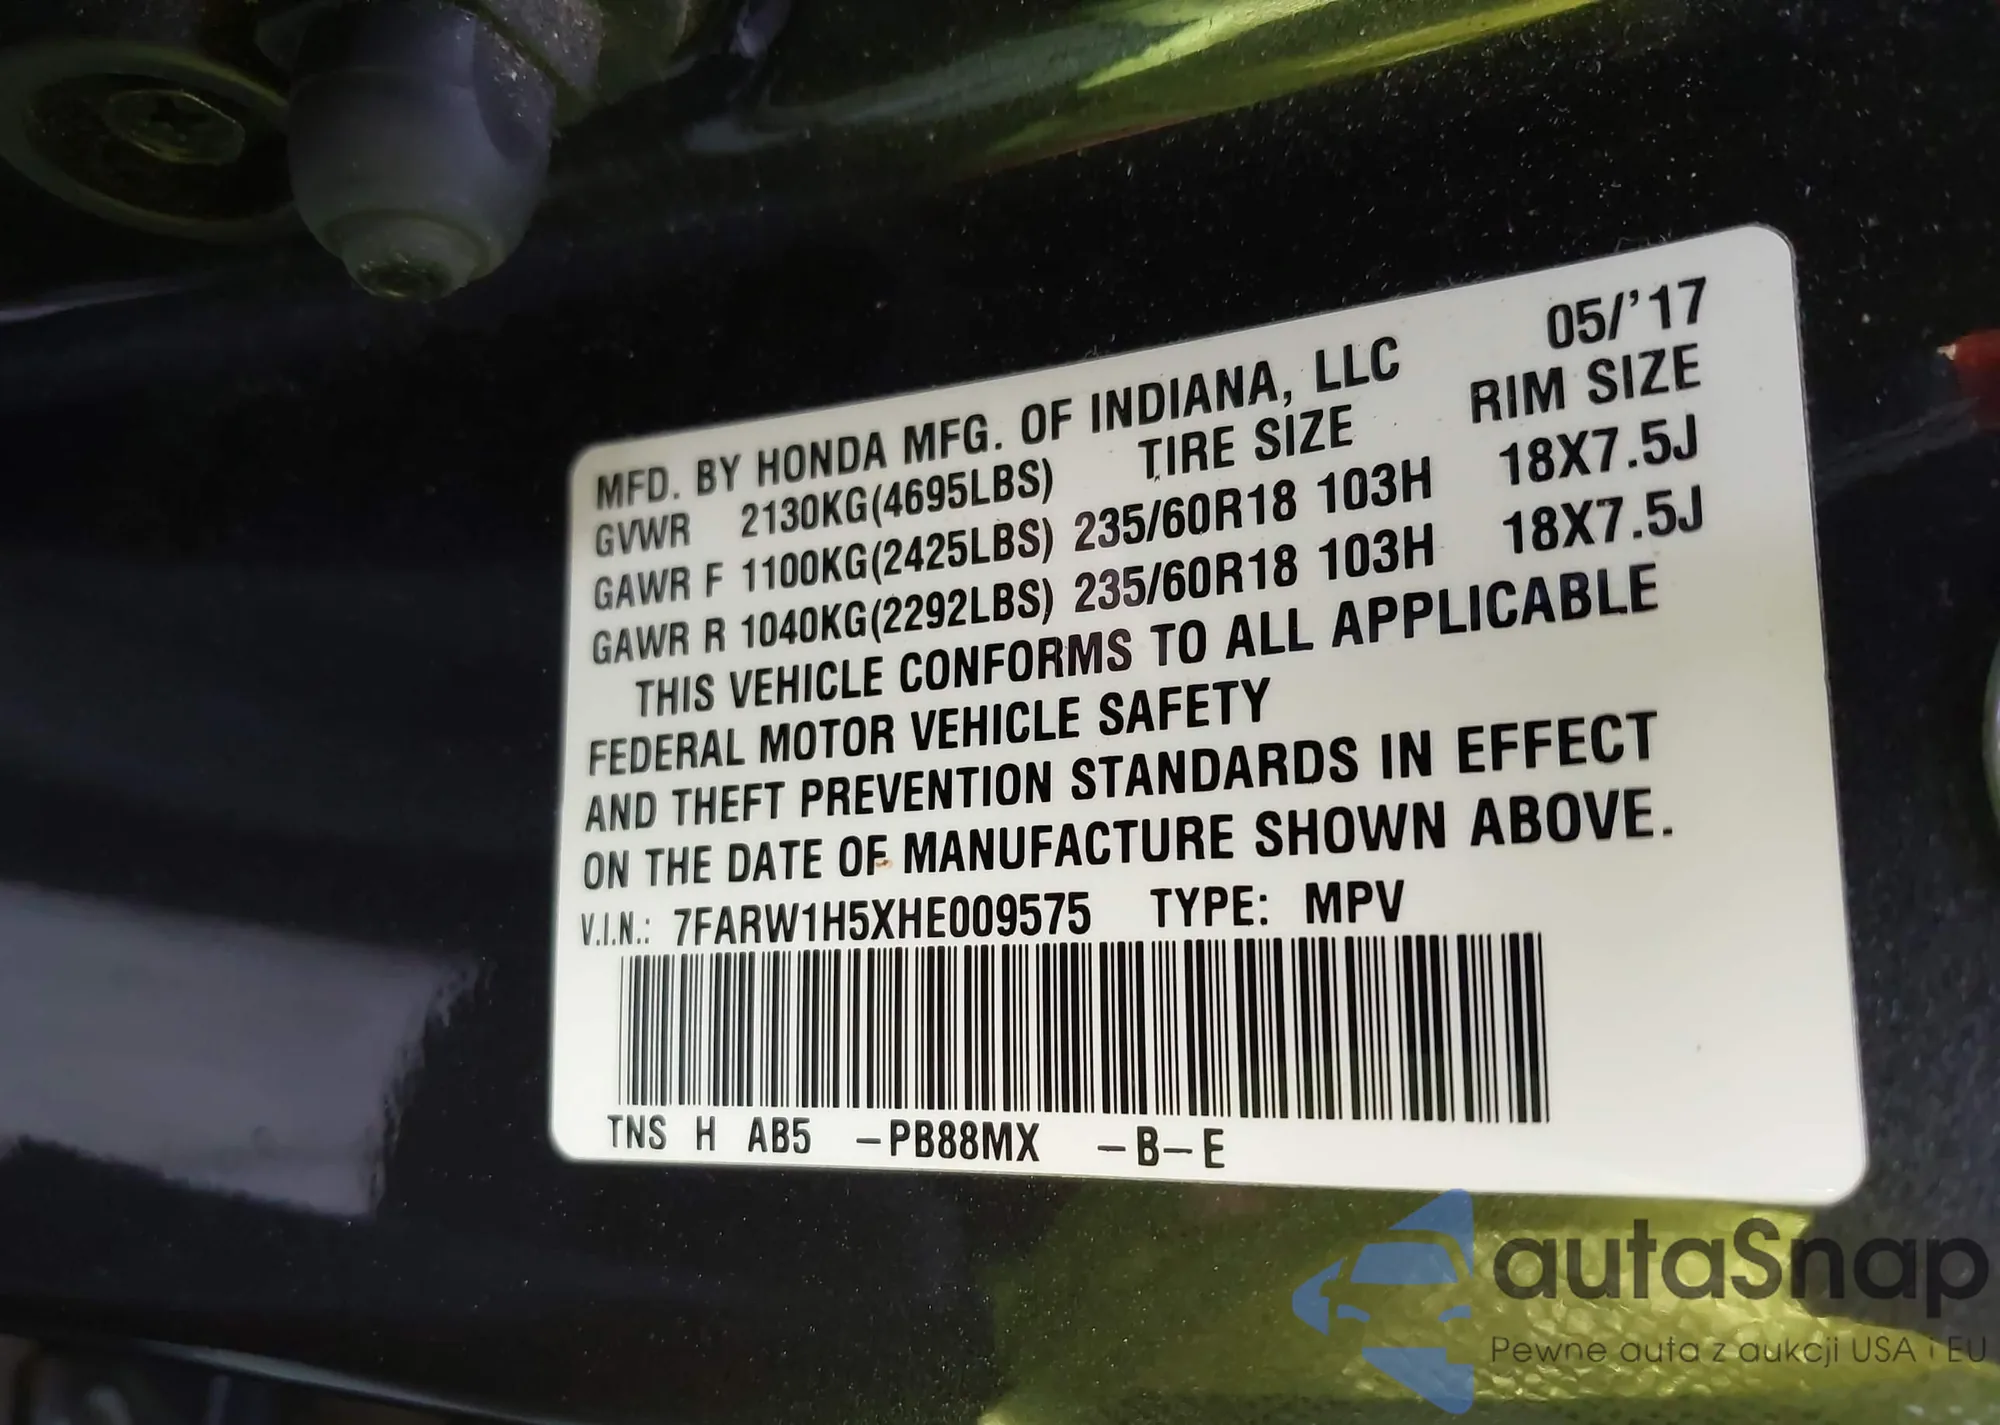 MFD. BY HONDA MFG. OF INDIANA, LLC 05/'17
GVWR 2130KG(4695LBS) TIRE SIZE RIM SIZE
GAWR F 1100KG(2425LBS) 235/60R18 103H 18X7.5J
GAWR R 1040KG(2292LBS) 235/60R18 103H 18X7.5J
THIS VEHICLE CONFORMS TO ALL APPLICABLE
FEDERAL MOTOR VEHICLE SAFETY
AND THEFT PREVENTION STANDARDS IN EFFECT
ON THE DATE OF MANUFACTURE SHOWN ABOVE.
V.I.N.: 7FARW1H5XHE009575 TYPE: MPV
TNS H AB5 -PB88MX -B-E
autaSnap
Pewne auta z aukcji USA i EU